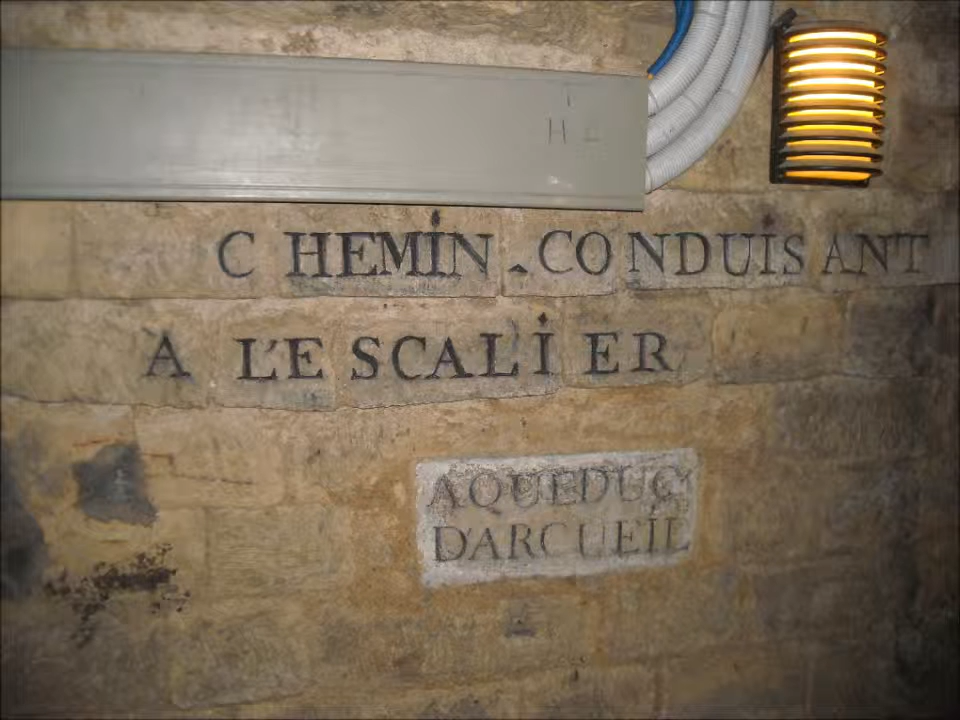 CHEMIN CONDUISANT
A L'ESCALIER
AQUEDUC
D'ARCUEIL